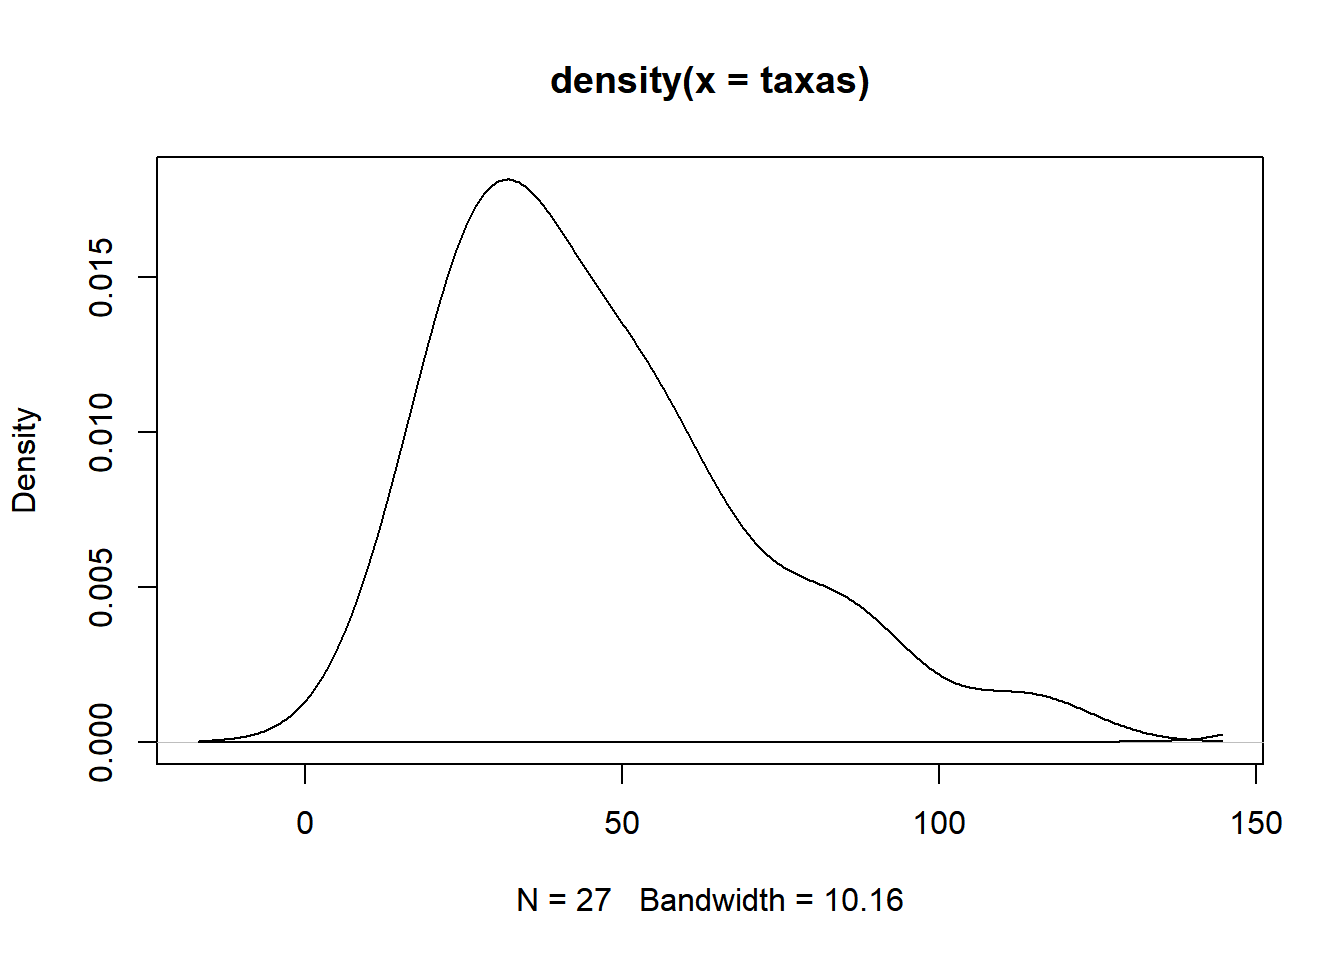 density(x = taxas)
Density
0.000
0.005
0.010
0.015
0
50
100
150
N = 27   Bandwidth = 10.16